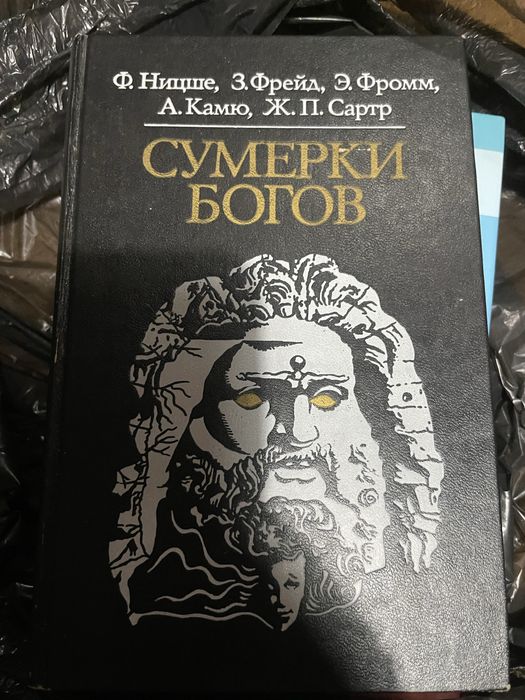 Ф. Ницше, З. Фрейд, Э. Фромм,
А. Камю, Ж. П. Сартр
СУМЕРКИ
БОГОВ